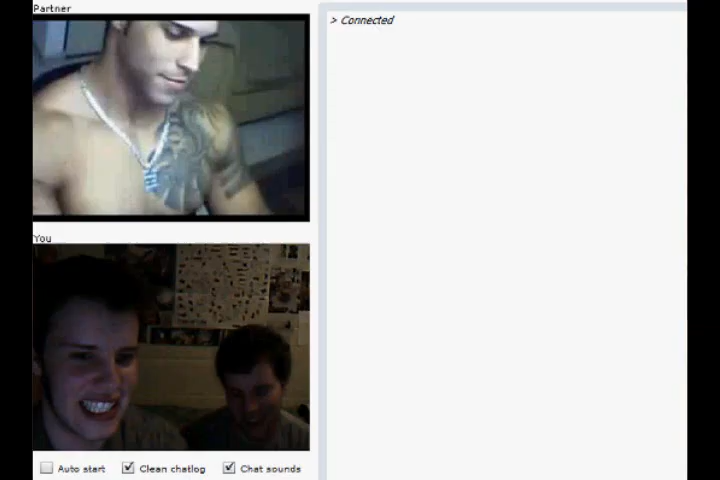 Partner
> Connected
You
Auto start
Clean chatlog
Chat sounds